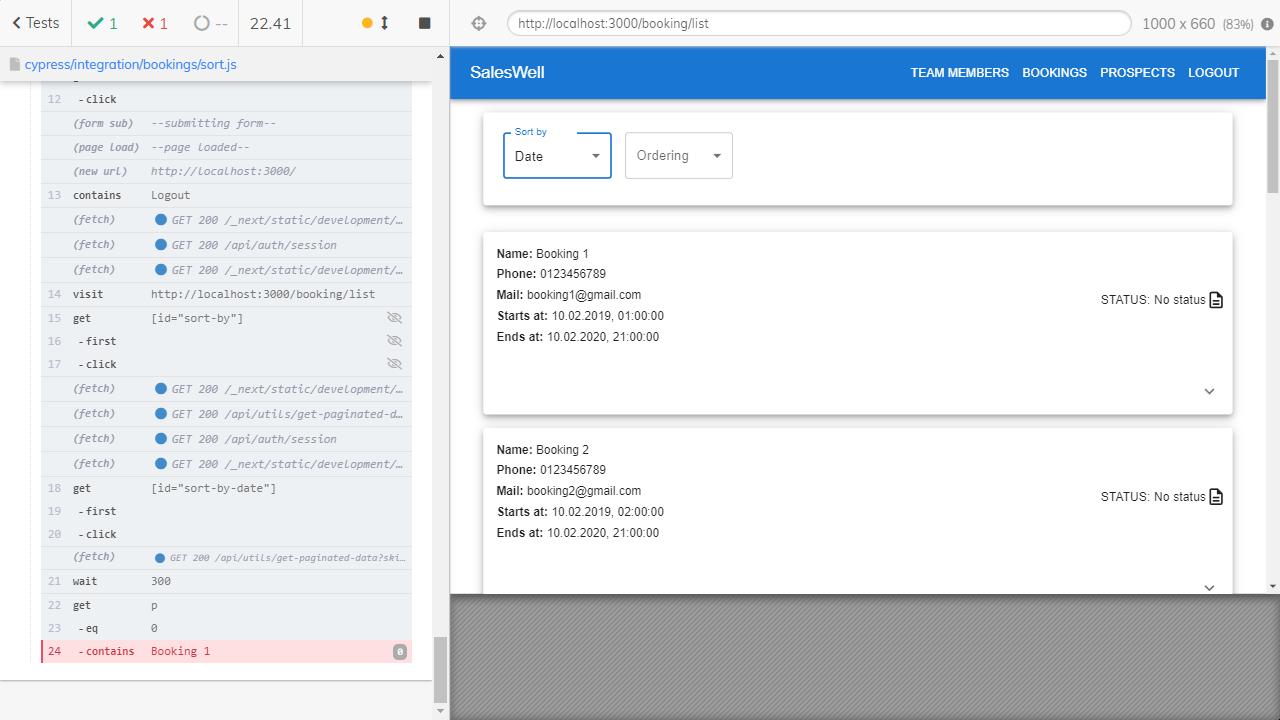 Tests
1
1
--
22.41
http://localhost:3000/booking/list
1000 x 660 (83%)
cypress/integration/bookings/sort.js
12 -click
(form sub) --submitting form--
(page load) --page loaded--
(new url) http://localhost:3000/
13 contains Logout
(fetch) GET 200 /_next/static/development/…
(fetch) GET 200 /api/auth/session
(fetch) GET 200 /_next/static/development/…
14 visit http://localhost:3000/booking/list
15 get [id="sort-by"]
16 -first
17 -click
(fetch) GET 200 /_next/static/development/…
(fetch) GET 200 /api/utils/get-paginated-d…
(fetch) GET 200 /api/auth/session
(fetch) GET 200 /_next/static/development/…
18 get [id="sort-by-date"]
19 -first
20 -click
(fetch) GET 200 /api/utils/get-paginated-data?ski…
21 wait 300
22 get p
23 -eq 0
24 -contains Booking 1 0
SalesWell
TEAM MEMBERS BOOKINGS PROSPECTS LOGOUT
Sort by
Date
Ordering
Name: Booking 1
Phone: 0123456789
Mail: booking1@gmail.com
Starts at: 10.02.2019, 01:00:00
Ends at: 10.02.2020, 21:00:00
STATUS: No status
Name: Booking 2
Phone: 0123456789
Mail: booking2@gmail.com
Starts at: 10.02.2019, 02:00:00
Ends at: 10.02.2020, 21:00:00
STATUS: No status